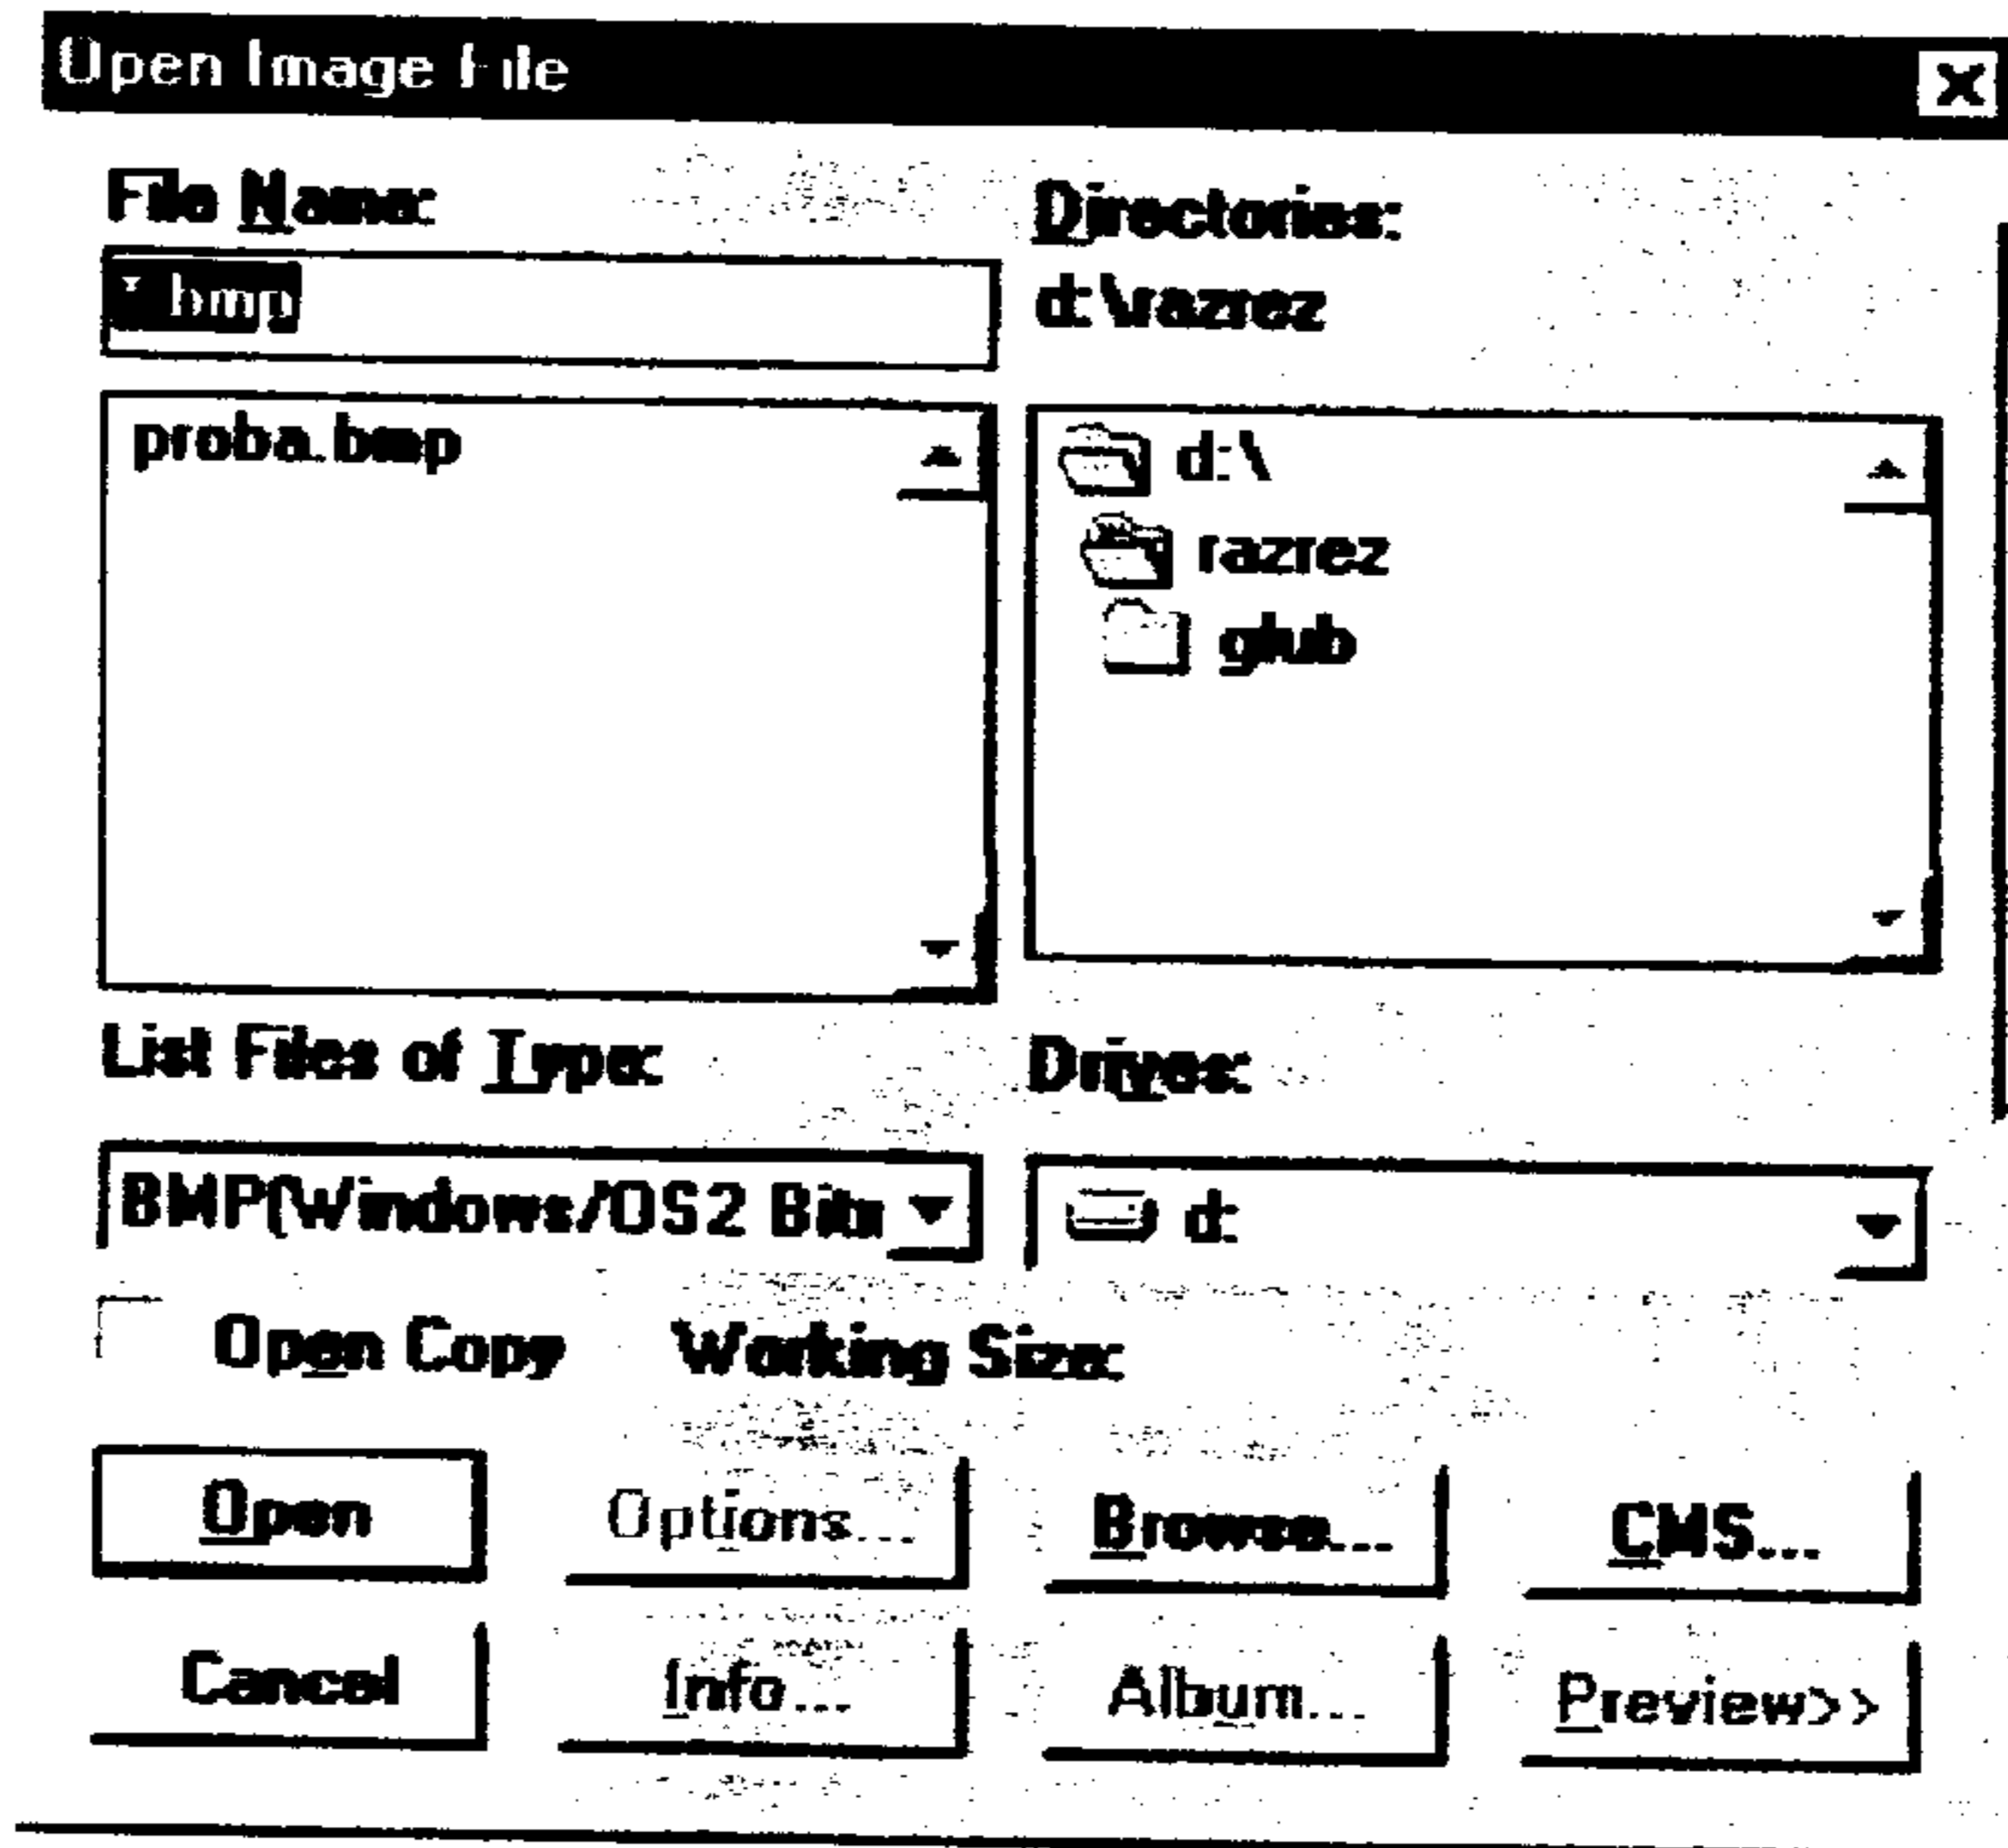 Open Image File
File Name:
*.bmp
proba.bmp
List Files of Type:
BMP(Windows/OS2 Bitm
Directories:
d:\razrez
d:\
razrez
glub
Drives:
d:
Open Copy Working Size:
Open Options... Browse... CMS...
Cancel Info... Album... Preview>>